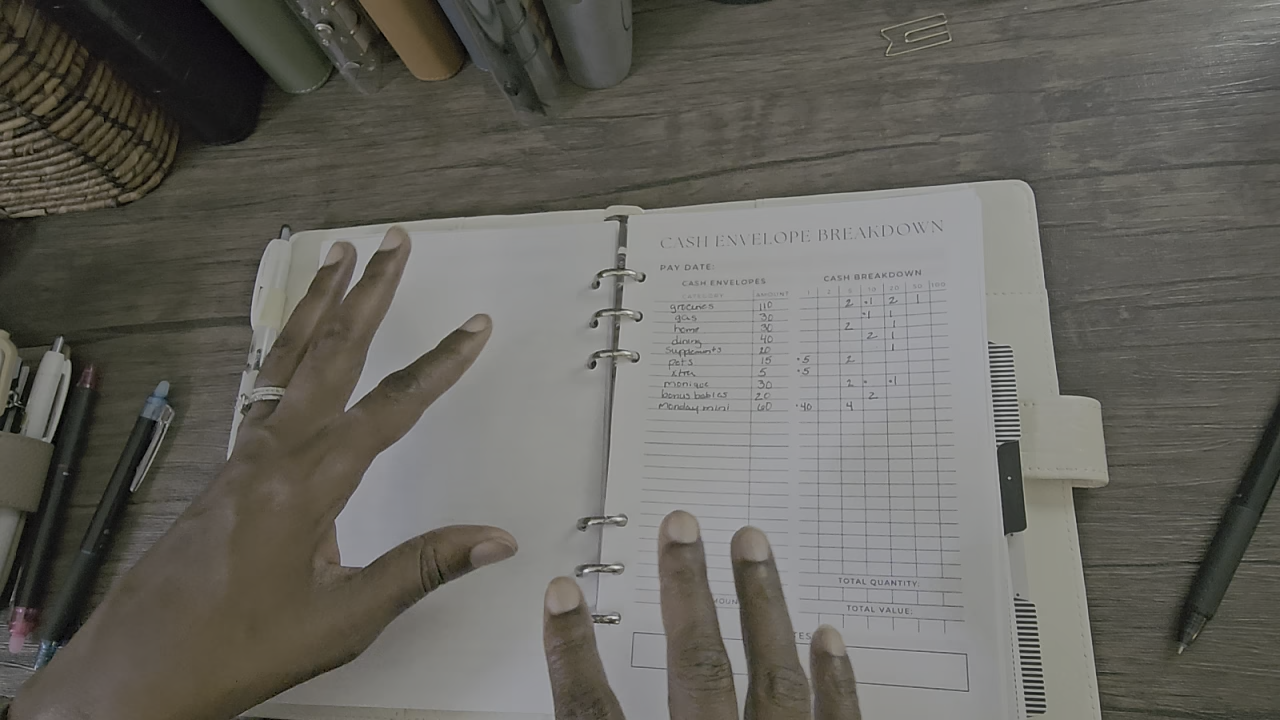 CASH ENVELOPE BREAKDOWN
PAY DATE:
CASH ENVELOPES CASH BREAKDOWN
CATEGORY AMOUNT 1 2 5 10 20 50 100
groceries 110 2 1 2 1
gas 30 1 1
home 30 2 1
dining 40 2 1
Supplements 20 1
pets 15 5 2
xtra 5 5
monique 30 2 1
bonus babies 20 2
Monday mini 60 40 4
TOTAL QUANTITY:
TOTAL VALUE: